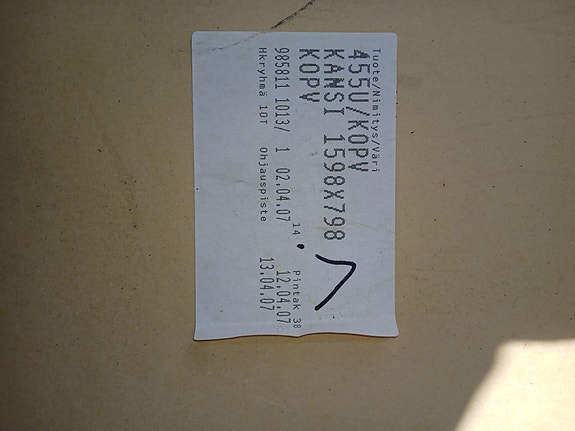 Tuote/Nimitys/Väri
455U/KOPV
KANSI 1598X798
KOPV
14 Pintak 38
985811 1013/ 1 02.04.07 12.04.07
Hkryhmä 10T Ohjauspiste 13.04.07